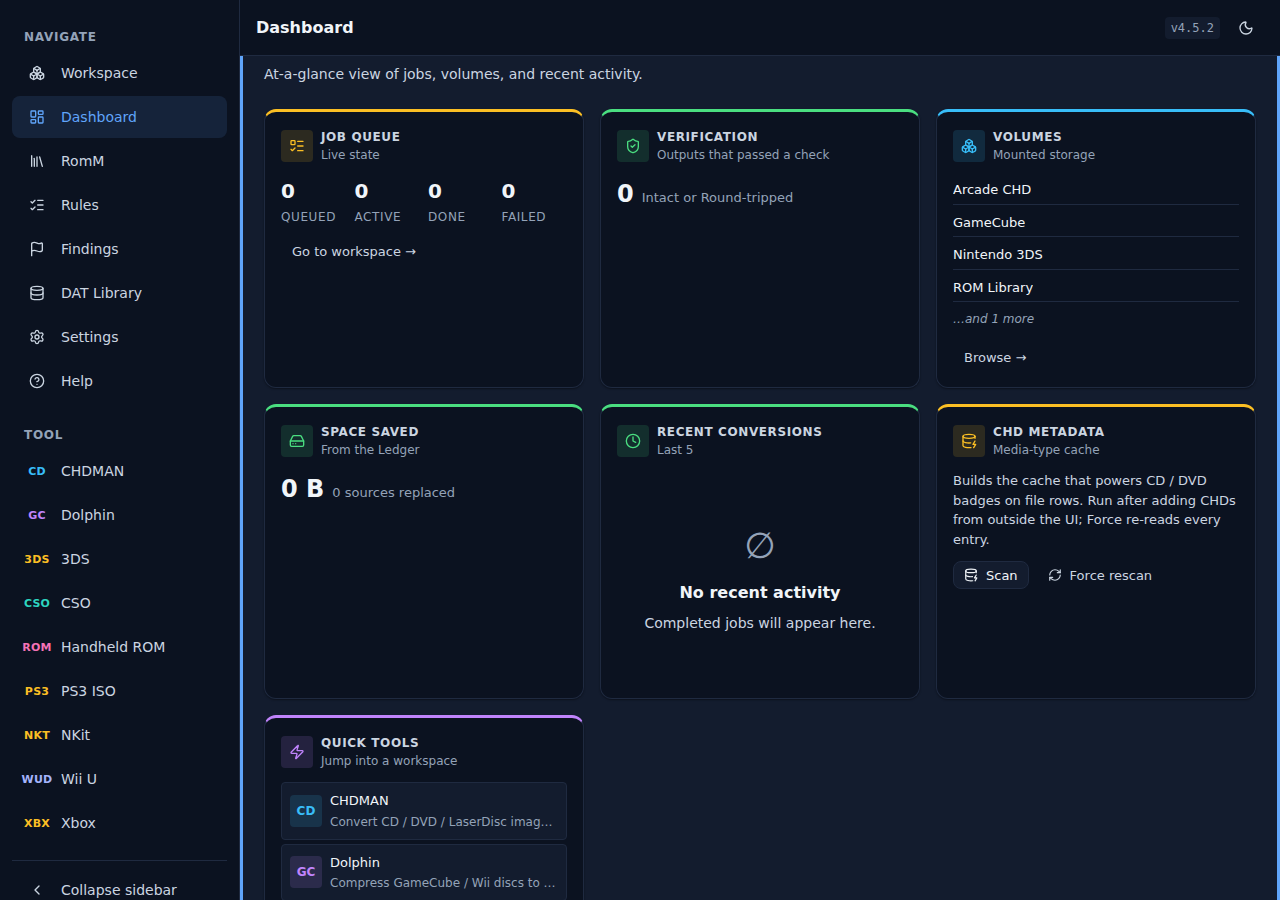 NAVIGATE
Workspace
Dashboard
RomM
Rules
Findings
DAT Library
Settings
Help
TOOL
CD CHDMAN
GC Dolphin
3DS 3DS
CSO CSO
ROM Handheld ROM
PS3 PS3 ISO
NKT NKit
WUD Wii U
XBX Xbox
Collapse sidebar
Dashboard
v4.5.2
At-a-glance view of jobs, volumes, and recent activity.
JOB QUEUE
Live state
0 0 0 0
QUEUED ACTIVE DONE FAILED
Go to workspace →
VERIFICATION
Outputs that passed a check
0 Intact or Round-tripped
VOLUMES
Mounted storage
Arcade CHD
GameCube
Nintendo 3DS
ROM Library
…and 1 more
Browse →
SPACE SAVED
From the Ledger
0 B 0 sources replaced
RECENT CONVERSIONS
Last 5
∅
No recent activity
Completed jobs will appear here.
CHD METADATA
Media-type cache
Builds the cache that powers CD / DVD
badges on file rows. Run after adding CHDs
from outside the UI; Force re-reads every
entry.
Scan Force rescan
QUICK TOOLS
Jump into a workspace
CD CHDMAN
Convert CD / DVD / LaserDisc imag…
GC Dolphin
Compress GameCube / Wii discs to …